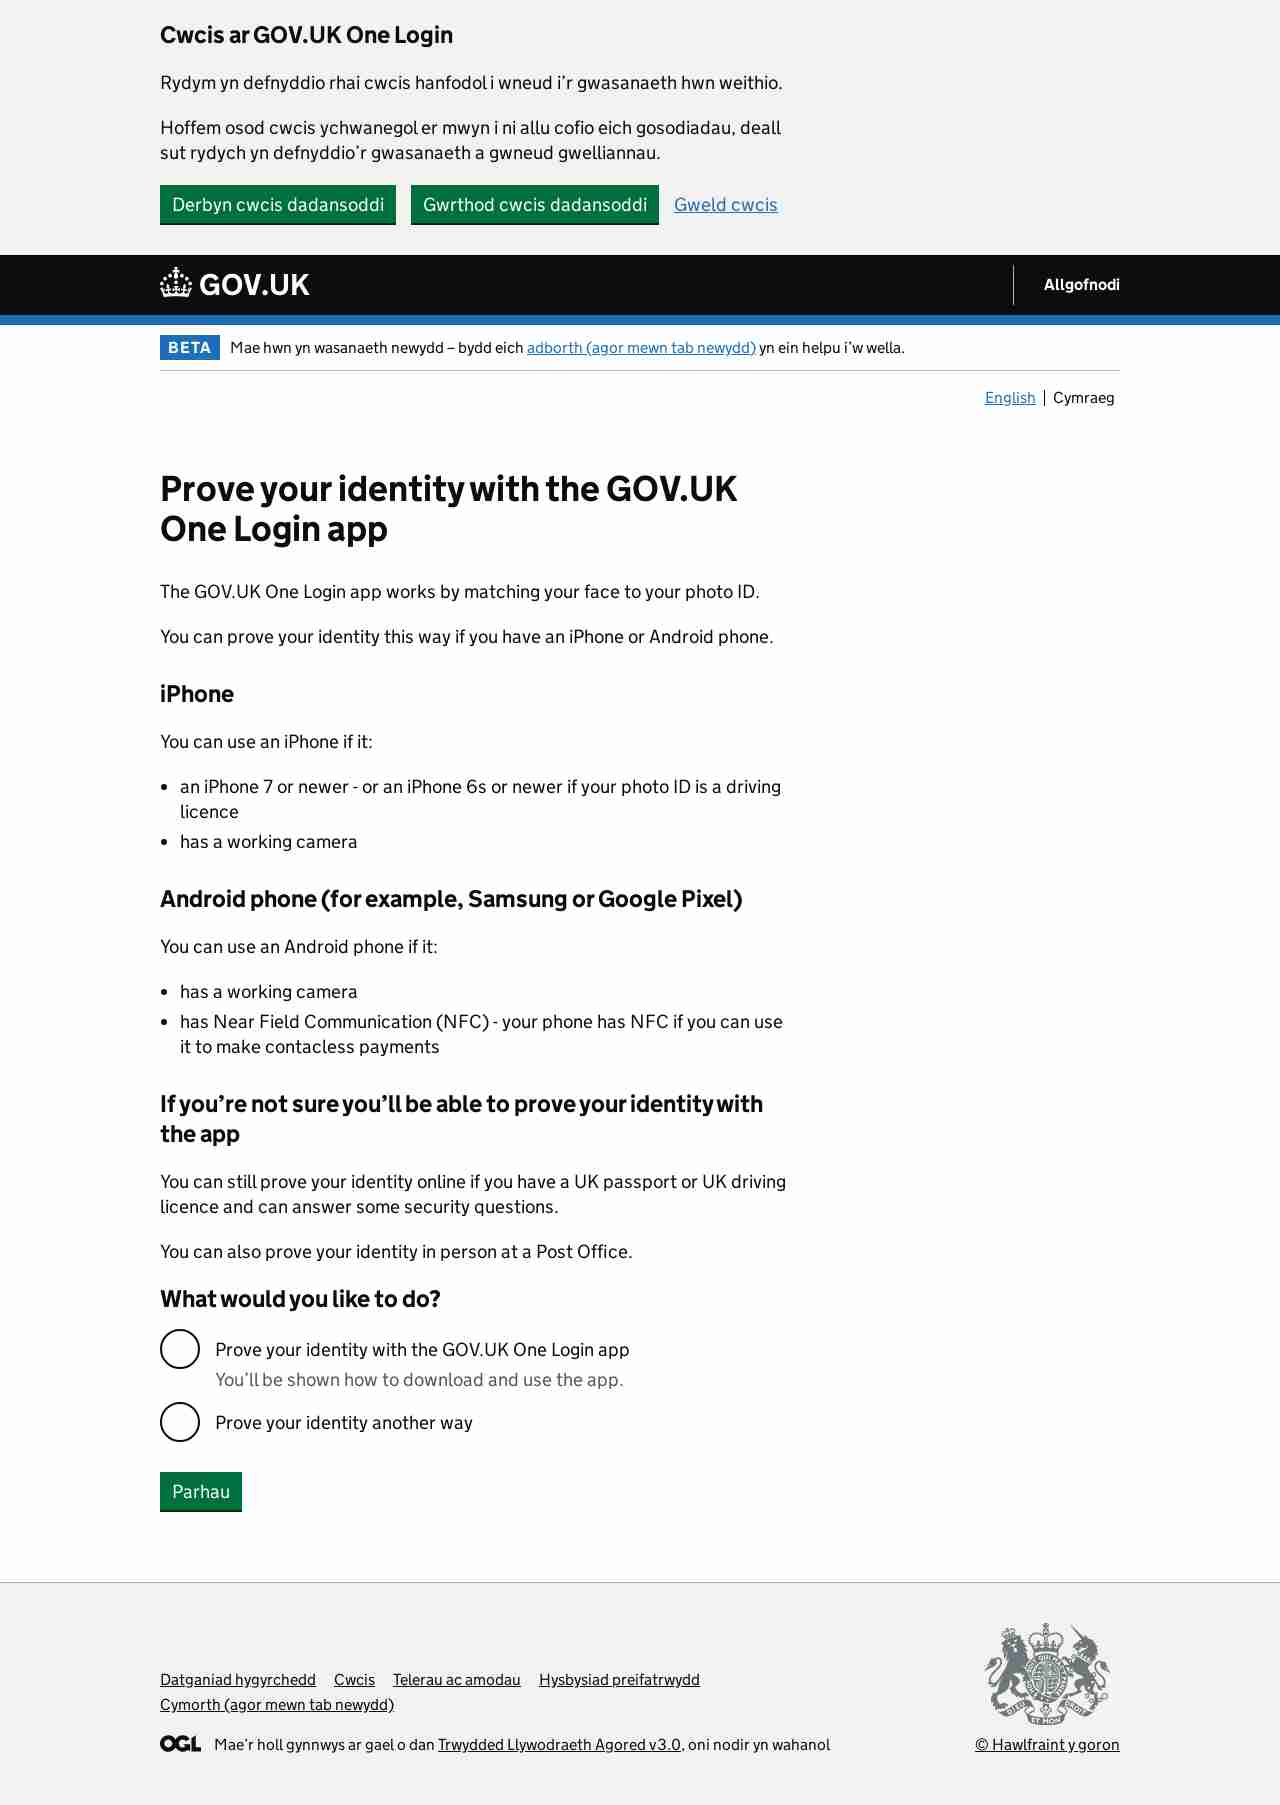 Cwcis ar GOV.UK One Login
Rydym yn defnyddio rhai cwcis hanfodol i wneud i’r gwasanaeth hwn weithio.
Hoffem osod cwcis ychwanegol er mwyn i ni allu cofio eich gosodiadau, deall
sut rydych yn defnyddio’r gwasanaeth a gwneud gwelliannau.
Derbyn cwcis dadansoddi Gwrthod cwcis dadansoddi Gweld cwcis
GOV.UK Allgofnodi
BETA Mae hwn yn wasanaeth newydd – bydd eich adborth (agor mewn tab newydd) yn ein helpu i’w wella.
English Cymraeg
Prove your identity with the GOV.UK
One Login app
The GOV.UK One Login app works by matching your face to your photo ID.
You can prove your identity this way if you have an iPhone or Android phone.
iPhone
You can use an iPhone if it:
• an iPhone 7 or newer - or an iPhone 6s or newer if your photo ID is a driving
licence
• has a working camera
Android phone (for example, Samsung or Google Pixel)
You can use an Android phone if it:
• has a working camera
• has Near Field Communication (NFC) - your phone has NFC if you can use
it to make contacless payments
If you’re not sure you’ll be able to prove your identity with
the app
You can still prove your identity online if you have a UK passport or UK driving
licence and can answer some security questions.
You can also prove your identity in person at a Post Office.
What would you like to do?
Prove your identity with the GOV.UK One Login app
You’ll be shown how to download and use the app.
Prove your identity another way
Parhau
Datganiad hygyrchedd Cwcis Telerau ac amodau Hysbysiad preifatrwydd
Cymorth (agor mewn tab newydd)
OGL Mae’r holl gynnwys ar gael o dan Trwydded Llywodraeth Agored v3.0, oni nodir yn wahanol
DIEU ET MON DROIT
© Hawlfraint y goron